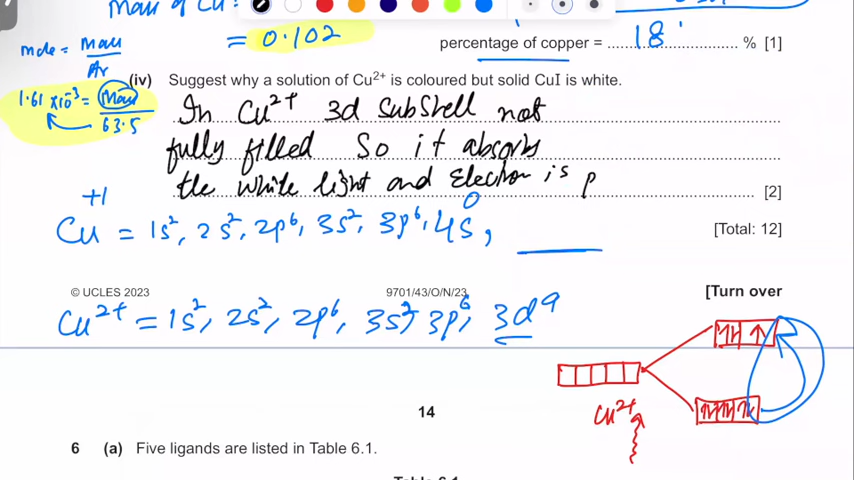 Mass of Cu
= 0.102
percentage of copper = 18 % [1]
mole = Mass
Ar
1.61 x10⁻³ = Mass
63.5
(iv) Suggest why a solution of Cu²⁺ is coloured but solid CuI is white.
In Cu²⁺ 3d subshell not
fully filled So it absorbs
the white light and Electron is p
[2]
Cu⁺¹ = 1s², 2s², 2p⁶, 3s², 3p⁶, 4s⁰,
[Total: 12]
© UCLES 2023
9701/43/O/N/23
[Turn over
Cu²⁺ = 1s², 2s², 2p⁶, 3s², 3p⁶, 3d⁹
Cu²⁺
14
6 (a) Five ligands are listed in Table 6.1.